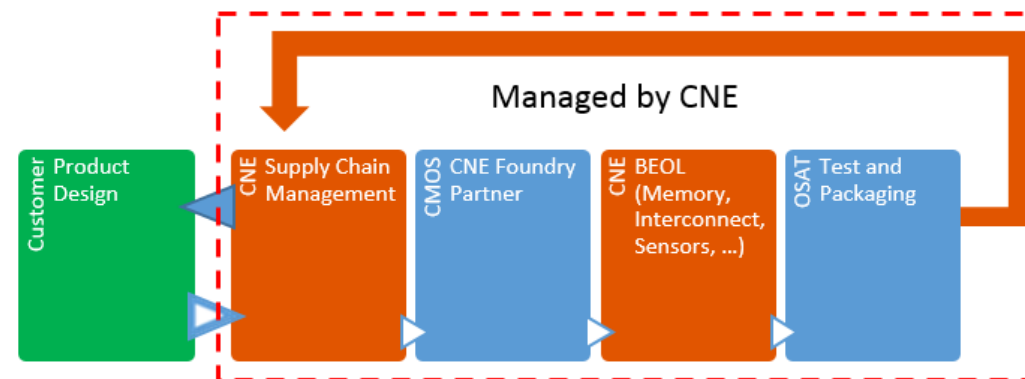 Managed by CNE
Customer
Product
Design
CNE
Supply Chain
Management
CMOS
CNE Foundry
Partner
CNE
BEOL
(Memory,
Interconnect,
Sensors, ...)
OSAT
Test and
Packaging